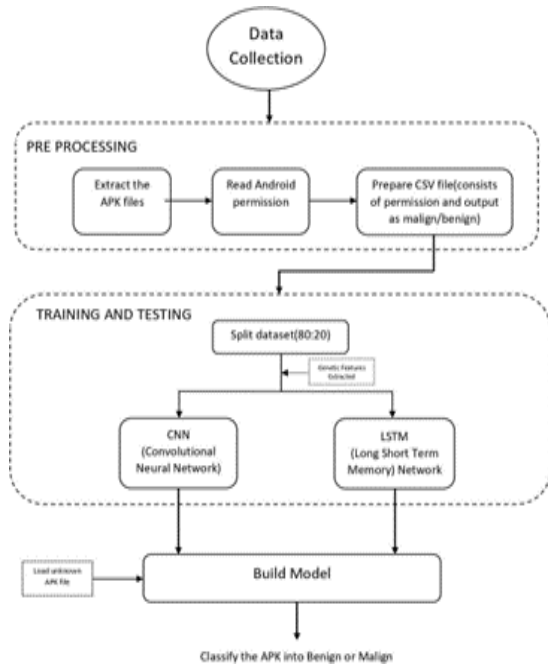 Data
Collection
PRE PROCESSING
Extract the
APK files
Read Android
permission
Prepare CSV file(consists
of permission and output
as malign/benign)
TRAINING AND TESTING
Split dataset(80:20)
Genetic Features
Extracted
CNN
(Convolutional
Neural Network)
LSTM
(Long Short Term
Memory) Network
Load unknown
APK file
Build Model
Classify the APK into Benign or Malign